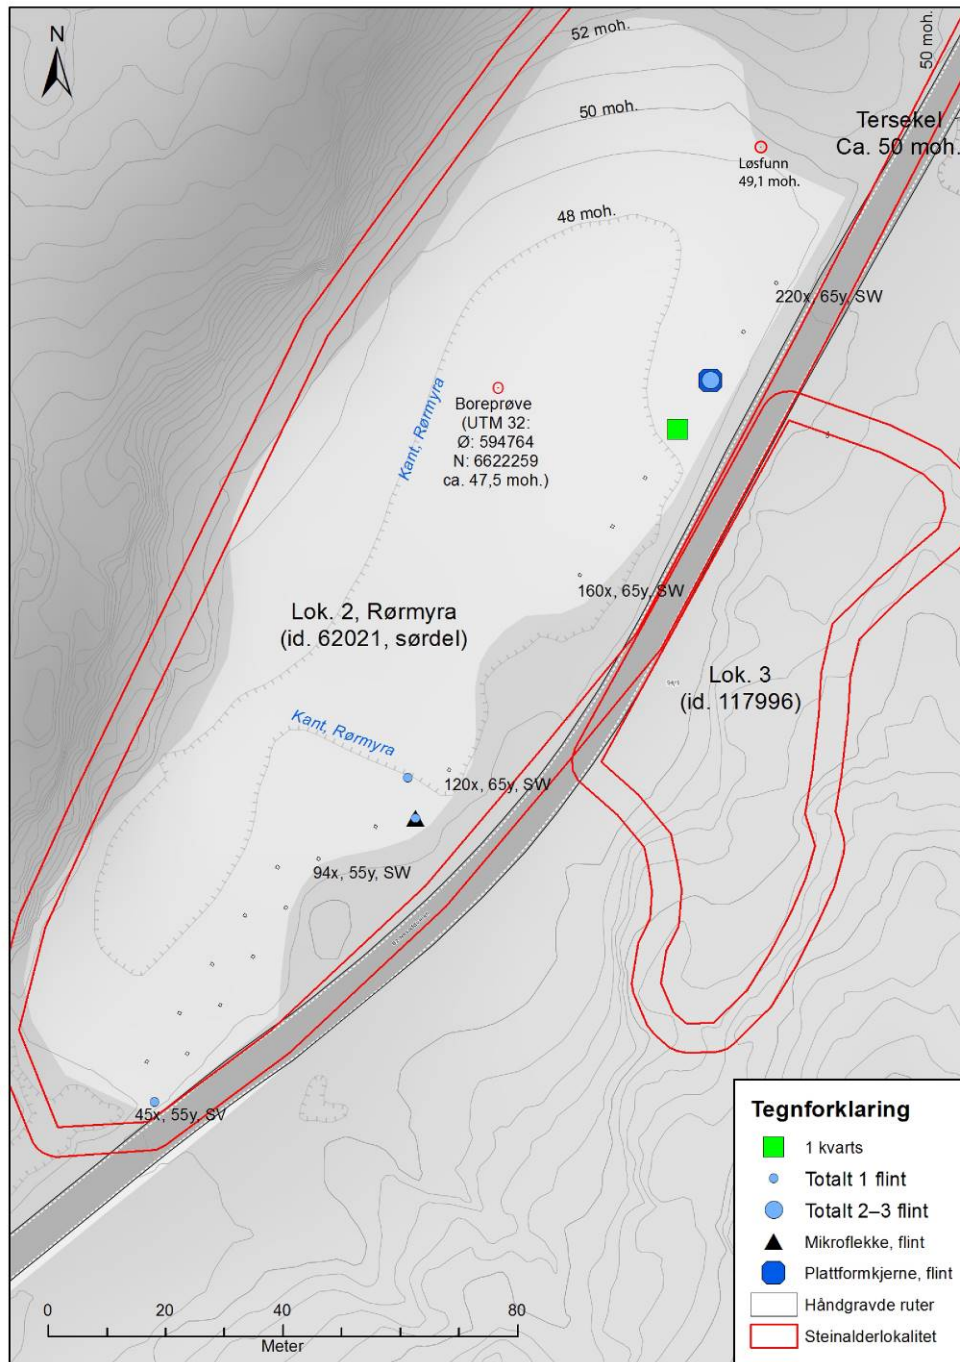 N
52 moh.
50 moh.
50 moh.
Tersekel
Ca. 50 moh.
Løsfunn
49,1 moh.
48 moh.
220x, 65y, SW
Kant, Rørmyra
Boreprøve
(UTM 32:
Ø: 594764
N: 6622259
ca. 47,5 moh.)
160x, 65y, SW
Lok. 2, Rørmyra
(id. 62021, sørdel)
Lok. 3
(id. 117996)
Kant, Rørmyra
120x, 65y, SW
94x, 55y, SW
45x, 55y, SV
Tegnforklaring
1 kvarts
Totalt 1 flint
Totalt 2–3 flint
Mikroflekke, flint
Plattformkjerne, flint
Håndgravde ruter
Steinalderlokalitet
0 20 40 80
Meter